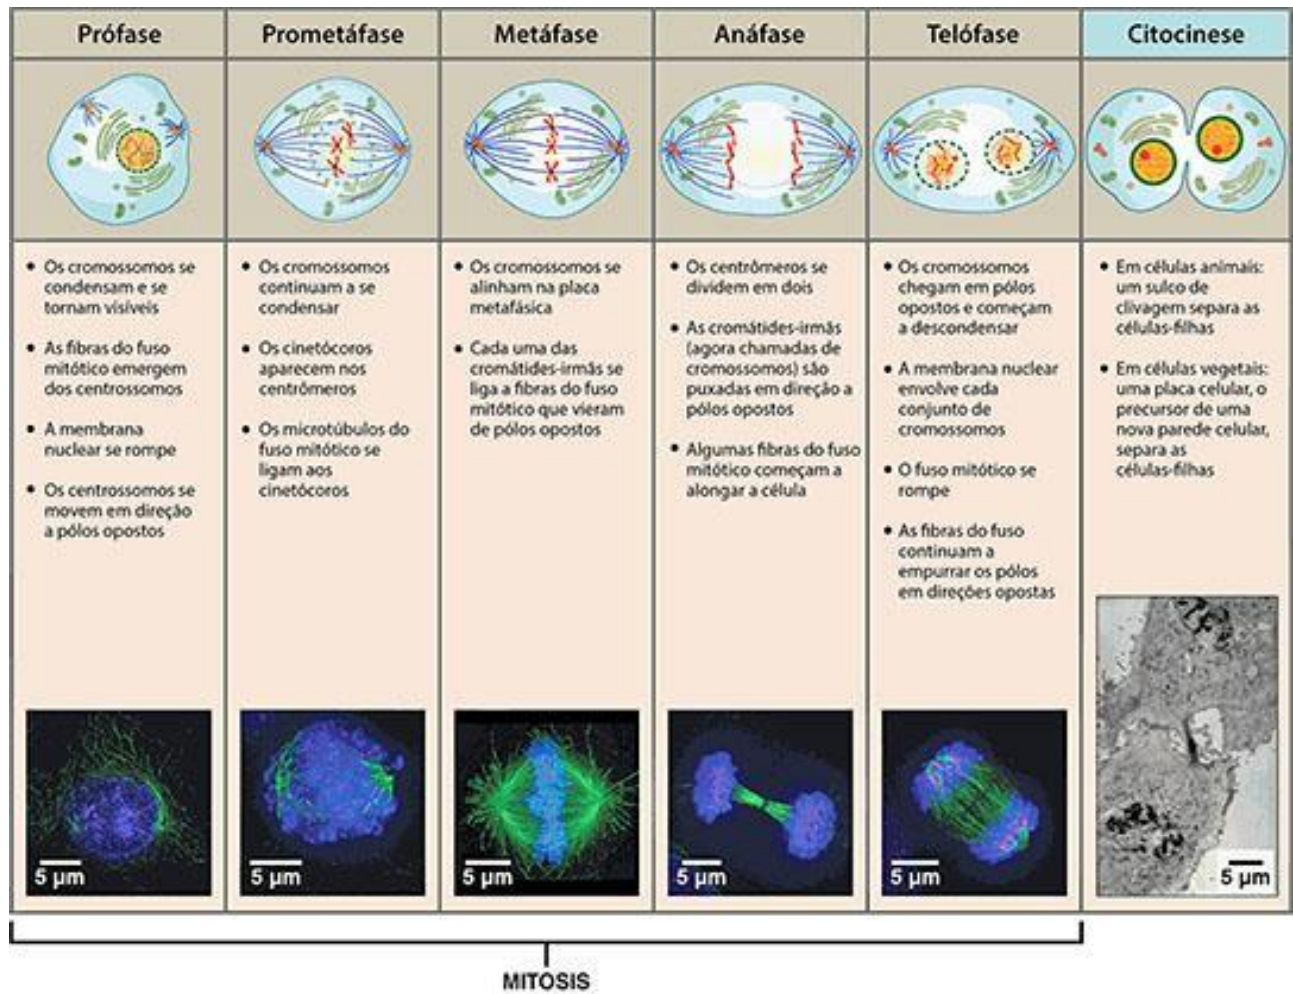 Prófase
Os cromossomos se
condensam e se
tornam visíveis
As fibras do fuso
mitótico emergem
dos centrossomos
A membrana
nuclear se rompe
Os centrossomos se
movem em direção
a pólos opostos
5 µm
Prometáfase
Os cromossomos
continuam a se
condensar
Os cinetócoros
aparecem nos
centrômeros
Os microtúbulos do
fuso mitótico se
ligam aos
cinetócoros
5 µm
Metáfase
Os cromossomos se
alinham na placa
metafásica
Cada uma das
cromátides-irmãs se
liga a fibras do fuso
mitótico que vieram
de pólos opostos
5 µm
Anáfase
Os centrômeros se
dividem em dois
As cromátides-irmãs
(agora chamadas de
cromossomos) são
puxadas em direção a
pólos opostos
Algumas fibras do fuso
mitótico começam a
alongar a célula
5 µm
Telófase
Os cromossomos
chegam em pólos
opostos e começam
a descondensar
A membrana nuclear
envolve cada
conjunto de
cromossomos
O fuso mitótico se
rompe
As fibras do fuso
continuam a
empurrar os pólos
em direções opostas
5 µm
Citocinese
Em células animais:
um sulco de
clivagem separa as
células-filhas
Em células vegetais:
uma placa celular, o
precursor de uma
nova parede celular,
separa as
células-filhas
5 µm
MITOSIS